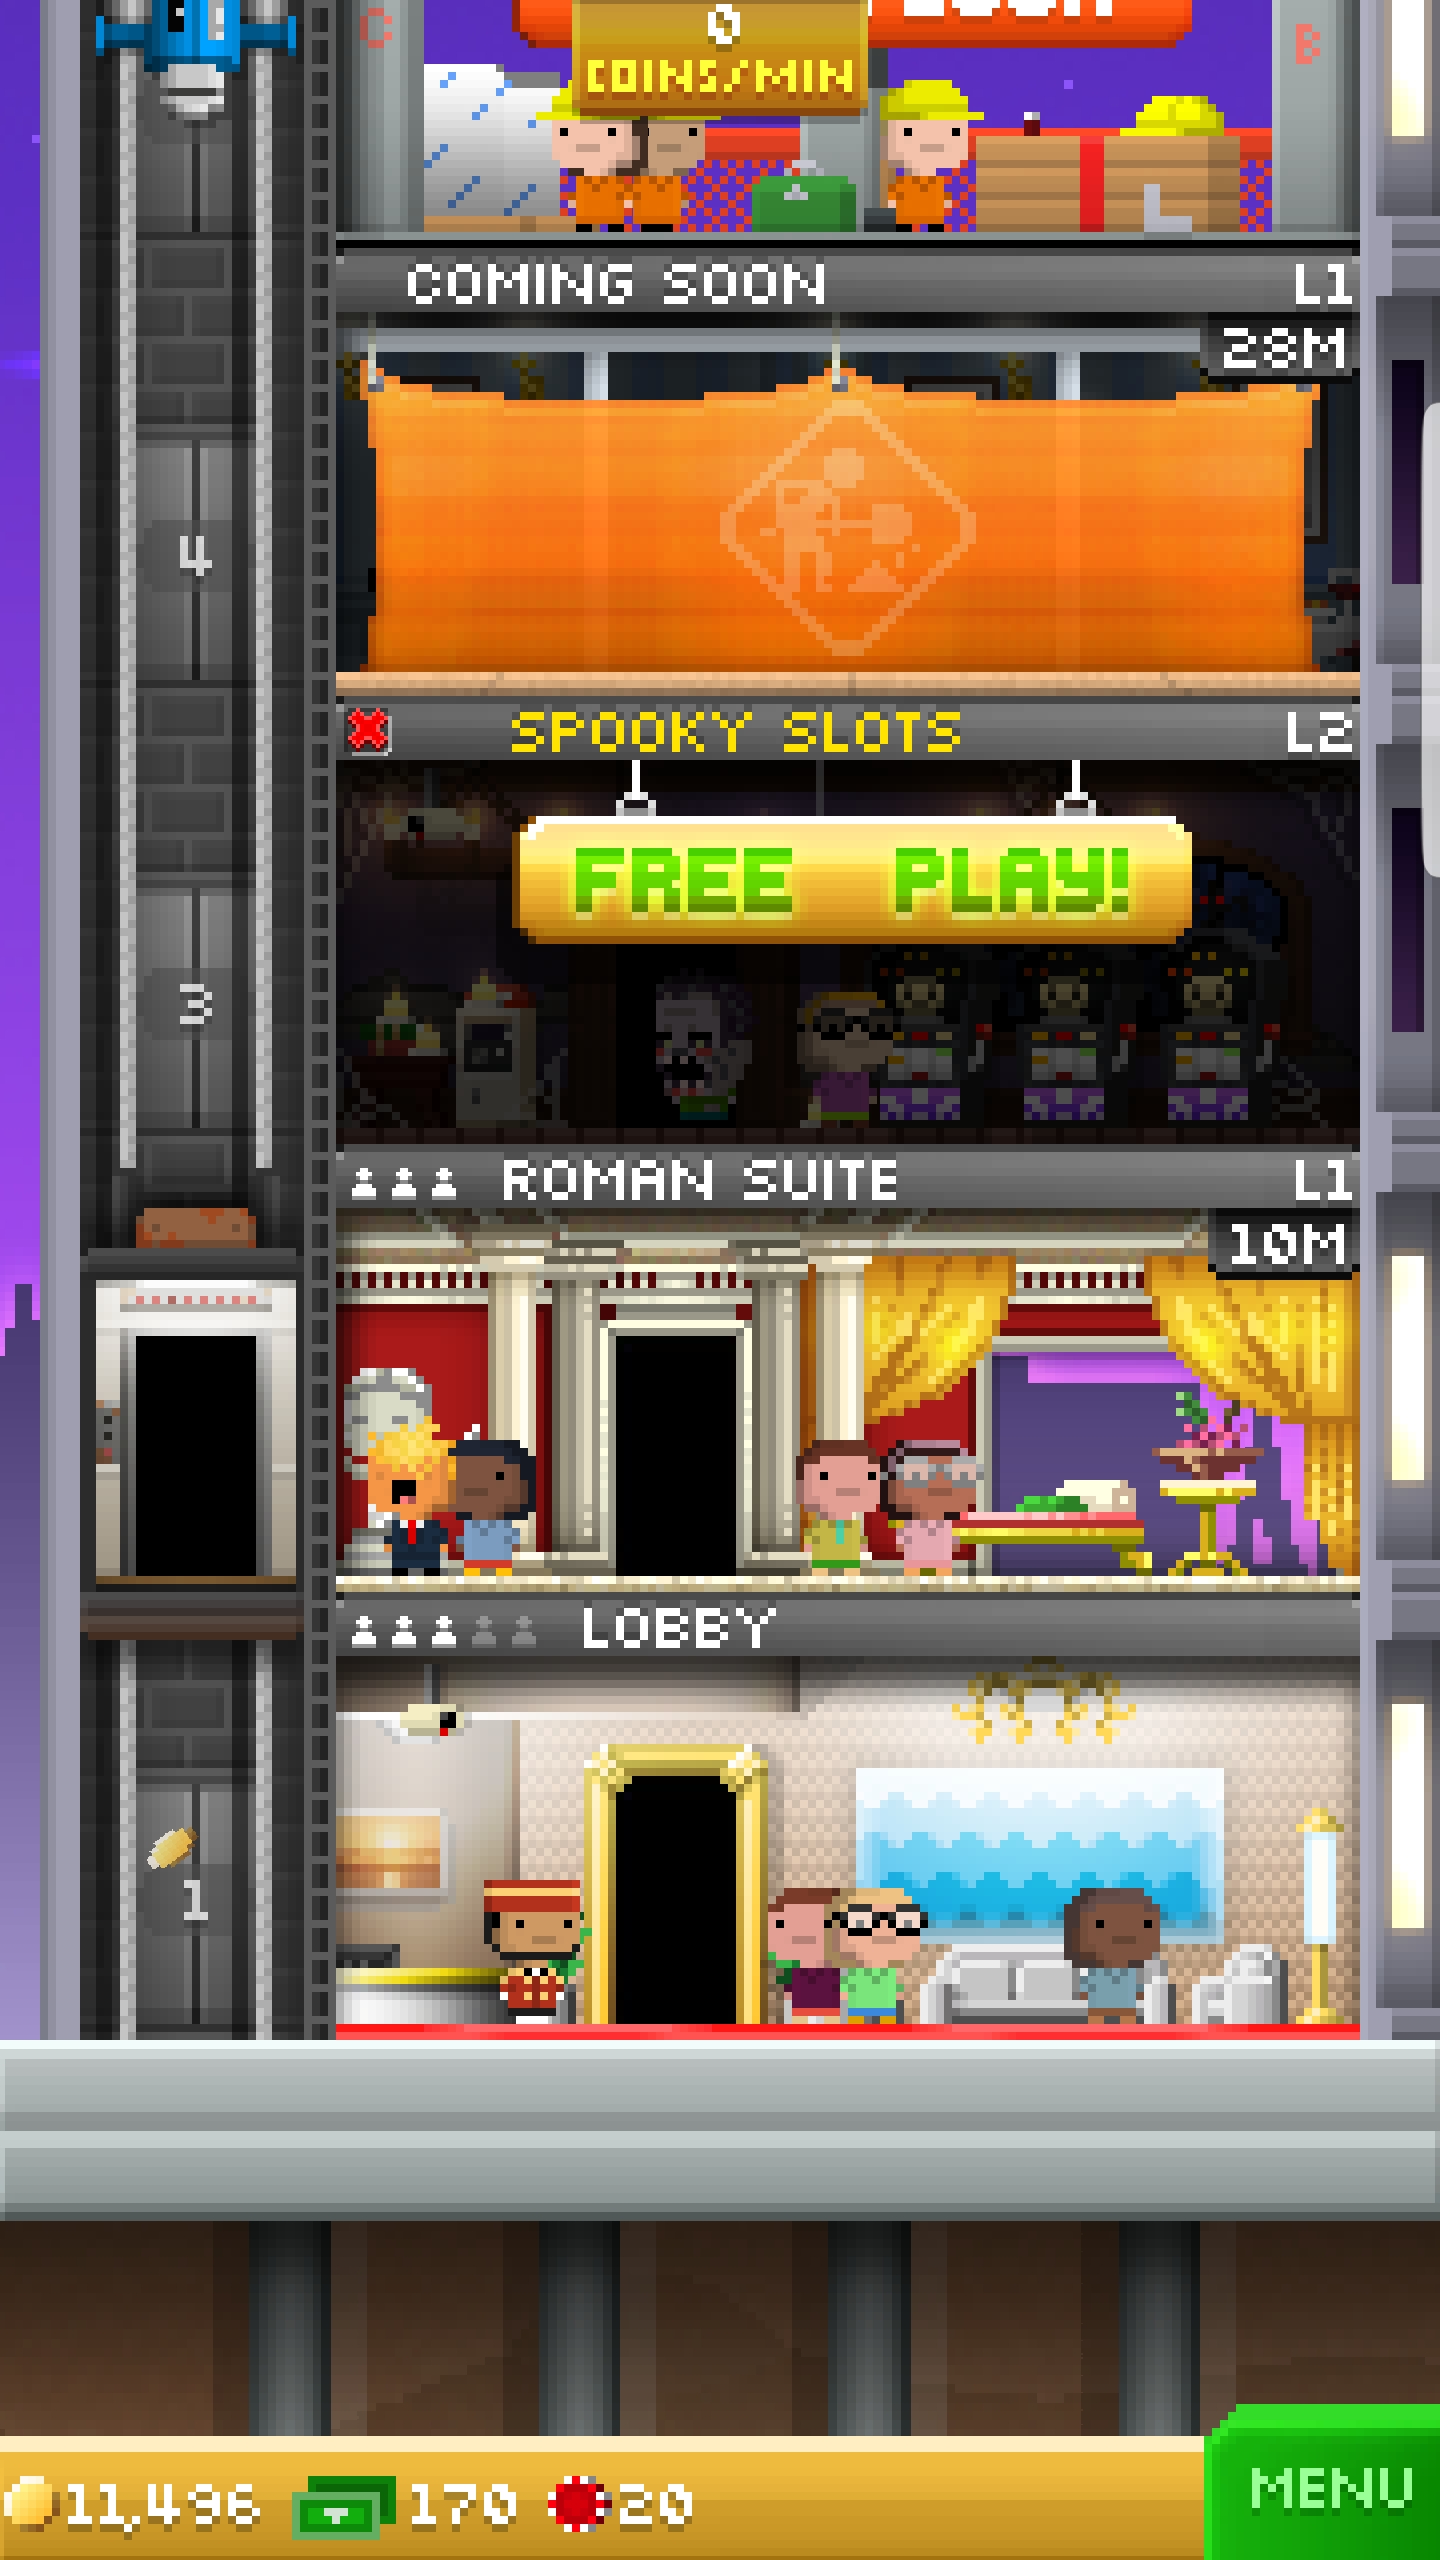 C
0
COINS/MIN
B
COMING SOON L1
28M
4
SPOOKY SLOTS L2
FREE PLAY!
3
ROMAN SUITE L1
10M
LOBBY
1
11,496 170 20
MENU